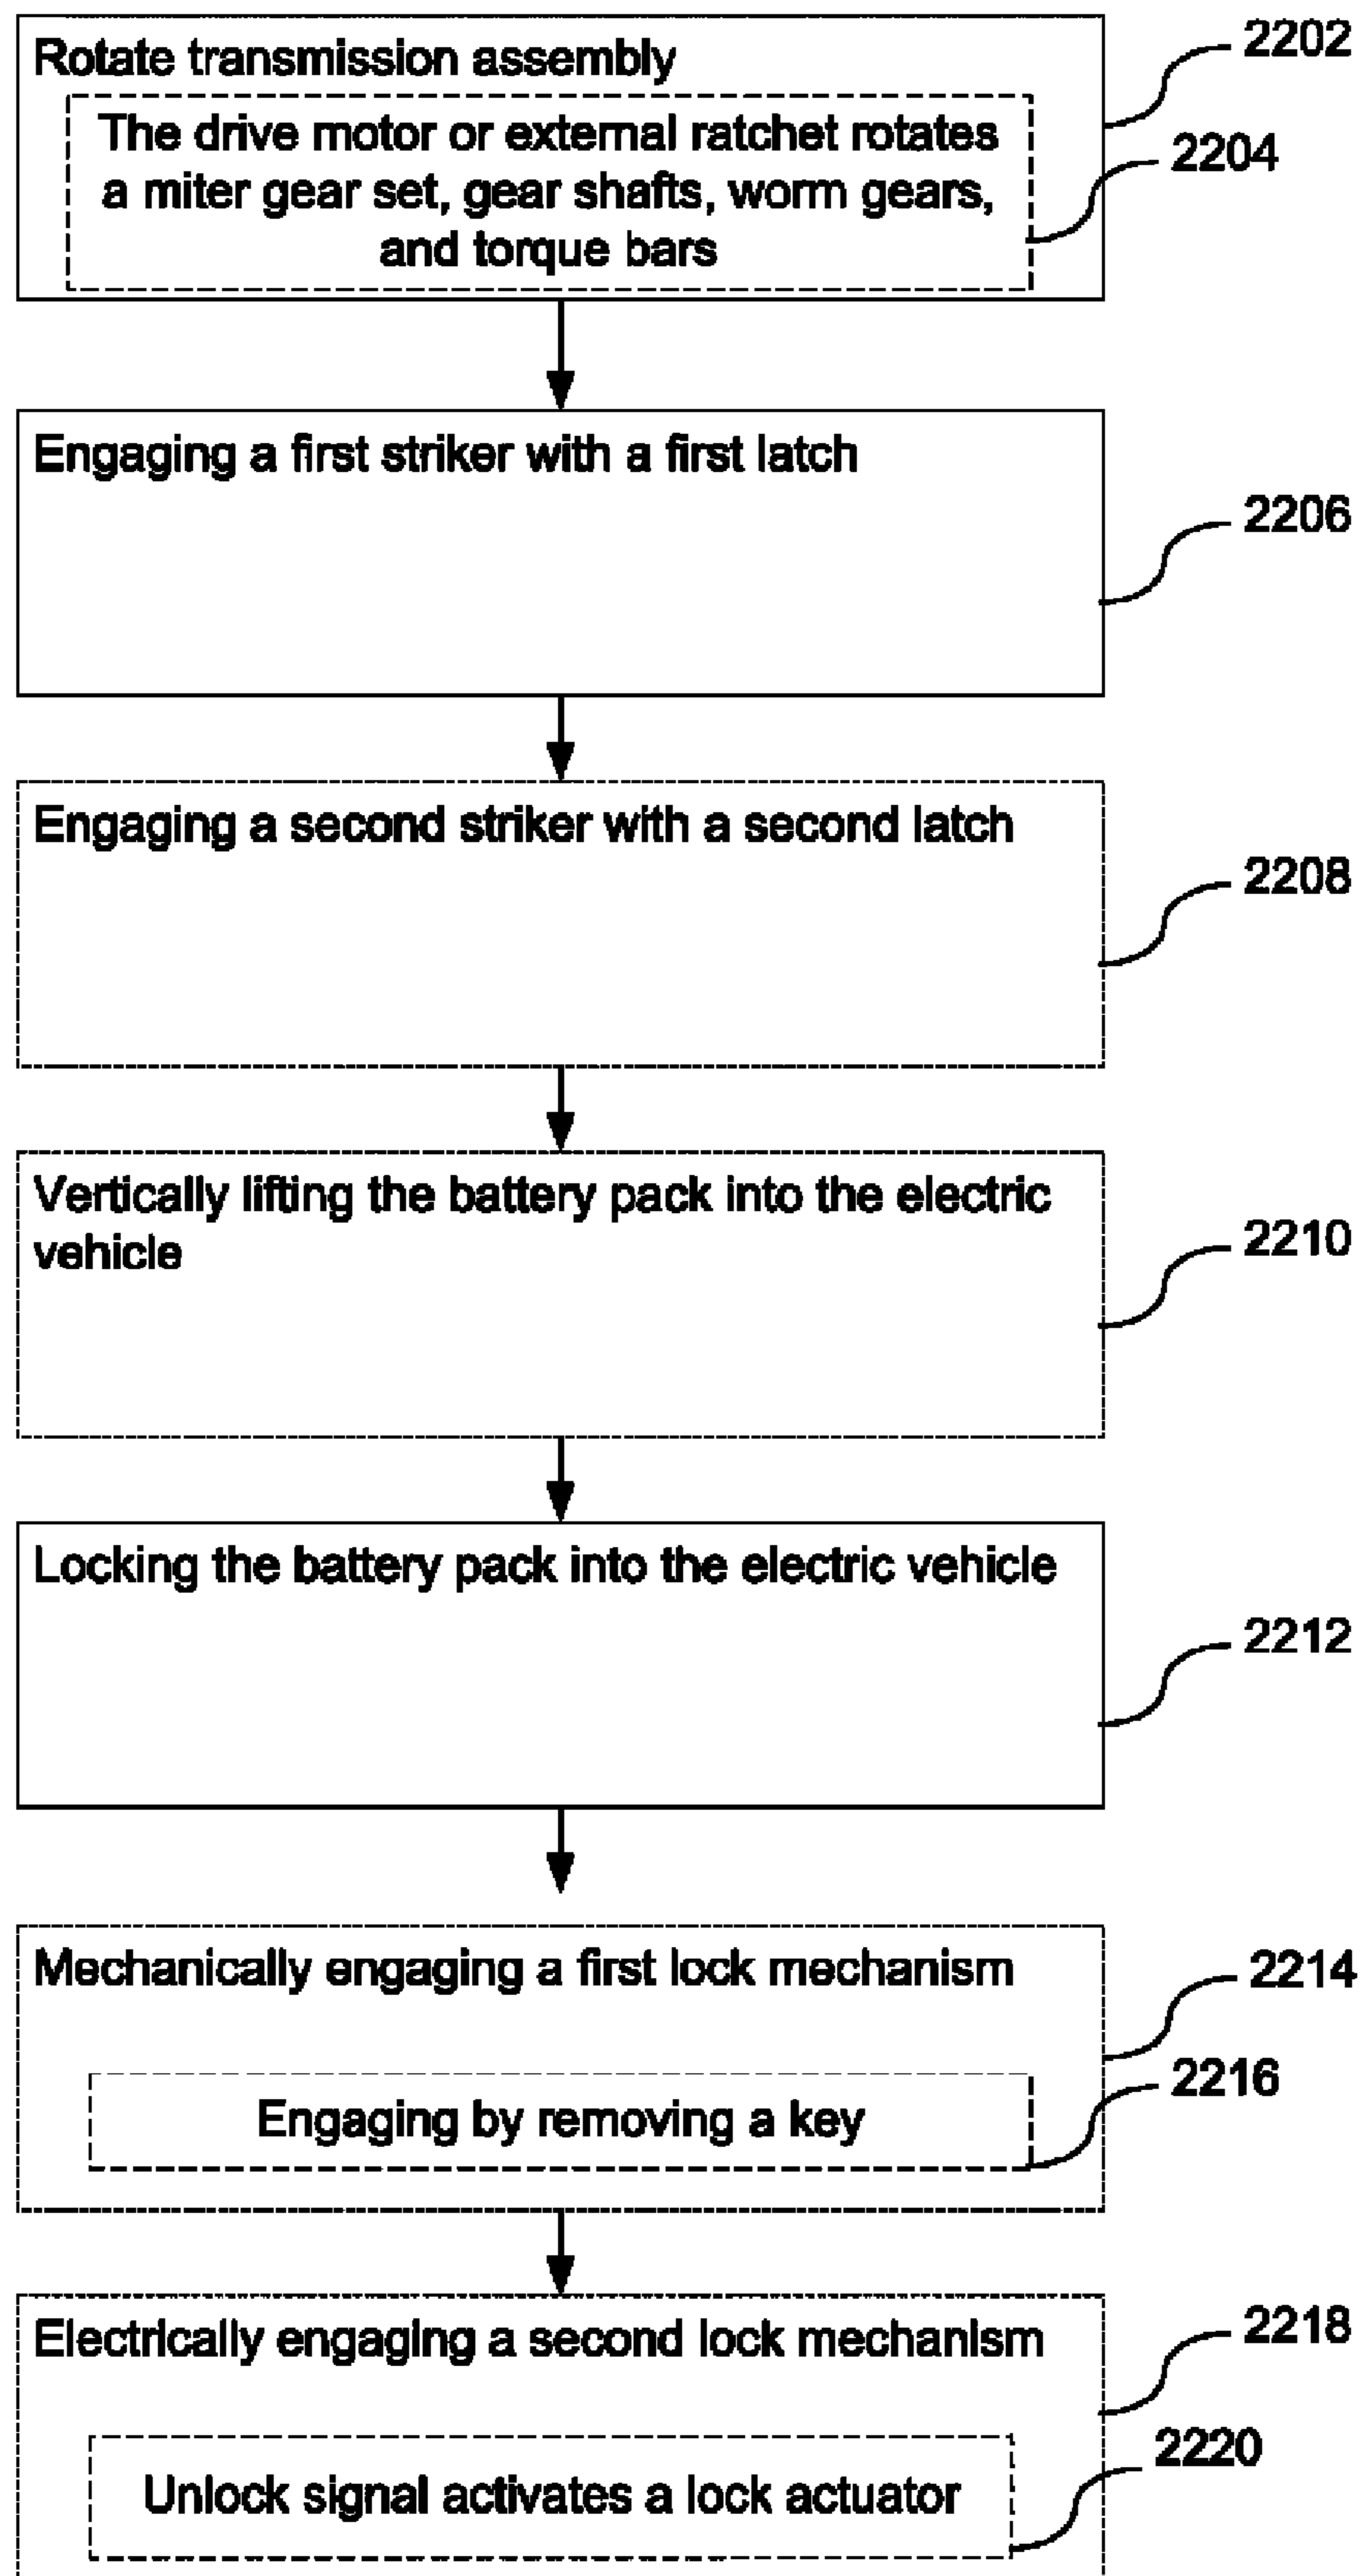 Rotate transmission assembly
2202
The drive motor or external ratchet rotates
a miter gear set, gear shafts, worm gears,
and torque bars
2204
Engaging a first striker with a first latch
2206
Engaging a second striker with a second latch
2208
Vertically lifting the battery pack into the electric
vehicle
2210
Locking the battery pack into the electric vehicle
2212
Mechanically engaging a first lock mechanism
2214
Engaging by removing a key
2216
Electrically engaging a second lock mechanism
2218
Unlock signal activates a lock actuator
2220